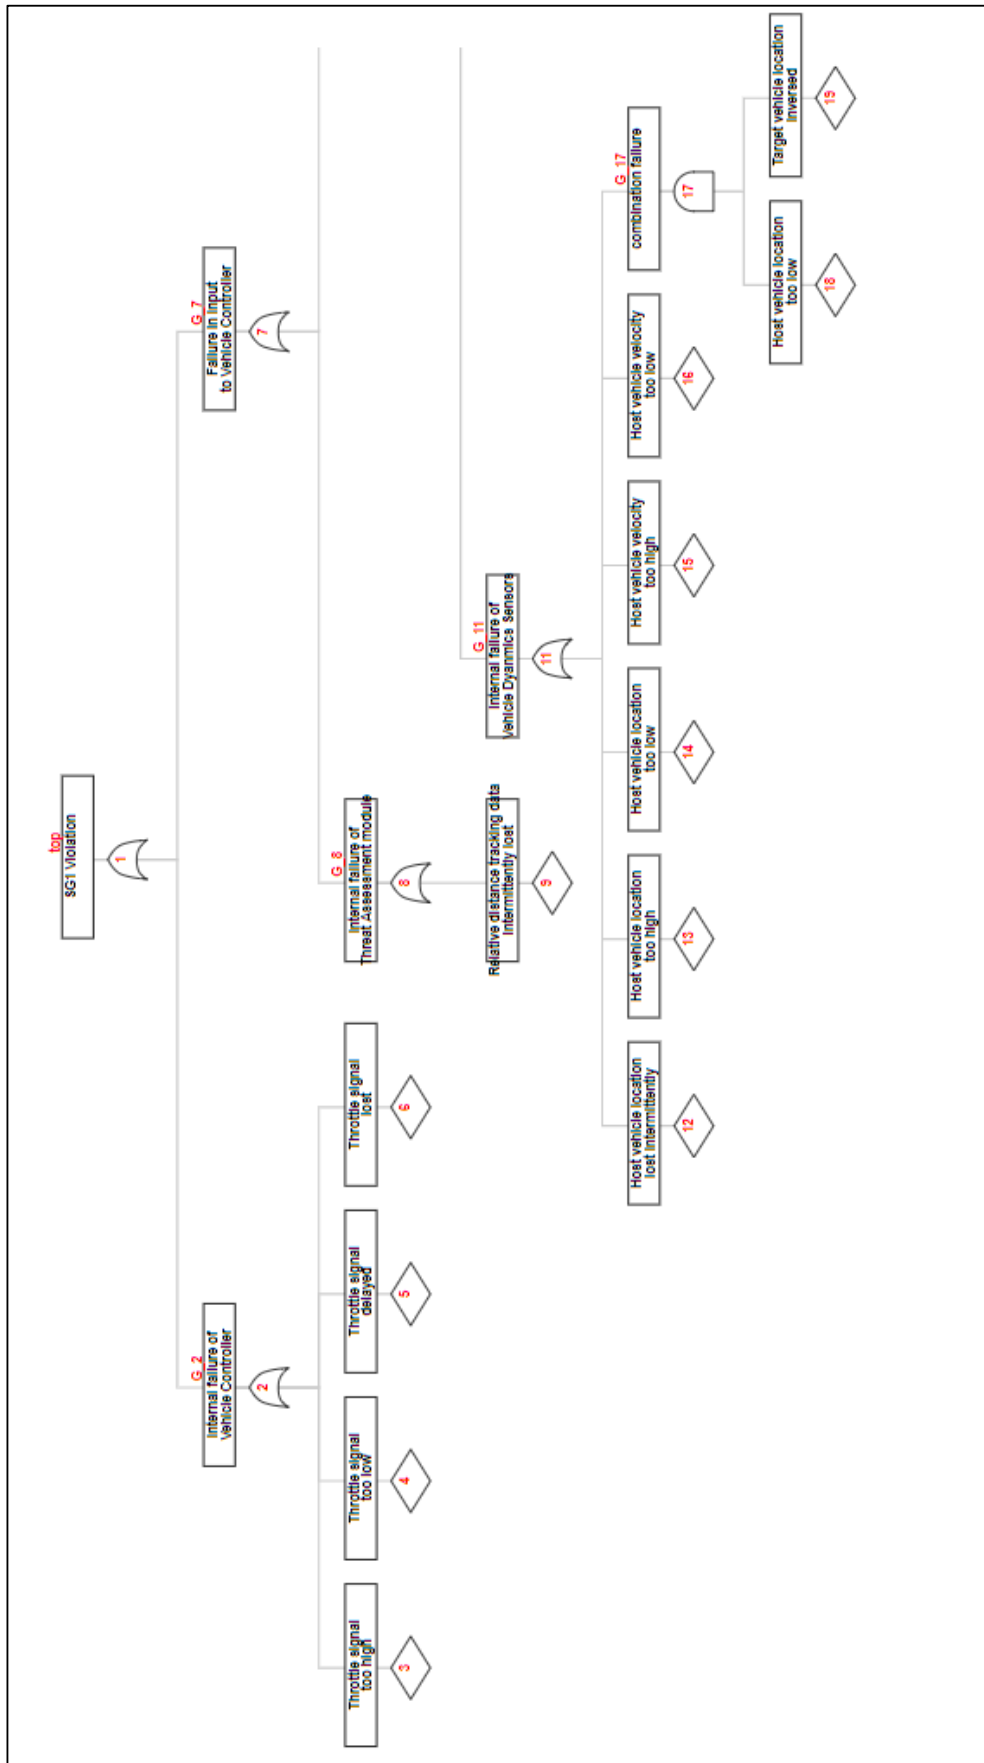 top
SG1 Violation
1
G_2
Internal failure of
Vehicle Controller
2
G_7
Failure in input
to Vehicle Controller
7
Throttle signal
too high
3
Throttle signal
too low
4
Throttle signal
delayed
5
Throttle signal
lost
6
G_8
Internal failure of
Threat Assessment module
8
Relative distance tracking data
intermittently lost
9
G_11
Internal failure of
Vehicle Dyanmics Sensors
11
Host vehicle location
lost intermittently
12
Host vehicle location
too high
13
Host vehicle location
too low
14
Host vehicle velocity
too high
15
Host vehicle velocity
too low
16
G_17
combination failure
17
Host vehicle location
too low
18
Target vehicle location
inversed
19